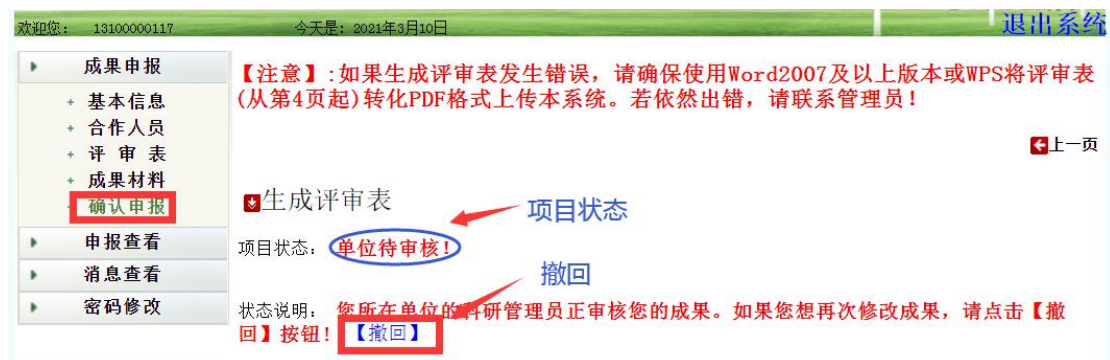 欢迎您： 13100000117
今天是：2021年3月10日
退出系统
成果申报
基本信息
合作人员
评 审 表
成果材料
确认申报
申报查看
消息查看
密码修改
【注意】:如果生成评审表发生错误，请确保使用Word2007及以上版本或WPS将评审表
(从第4页起)转化PDF格式上传本系统。若依然出错，请联系管理员！
上一页
生成评审表
项目状态
项目状态： 单位待审核！
撤回
状态说明： 您所在单位的科研管理员正审核您的成果。如果您想再次修改成果，请点击【撤
回】按钮！ 【撤回】